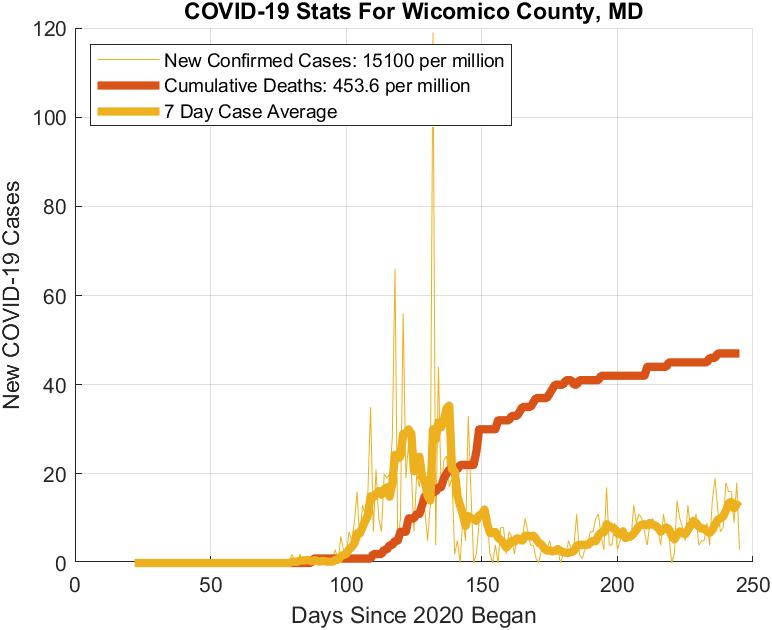 COVID-19 Stats For Wicomico County, MD
New Confirmed Cases: 15100 per million
Cumulative Deaths: 453.6 per million
7 Day Case Average
New COVID-19 Cases
120
100
80
60
40
20
0
0 50 100 150 200 250
Days Since 2020 Began